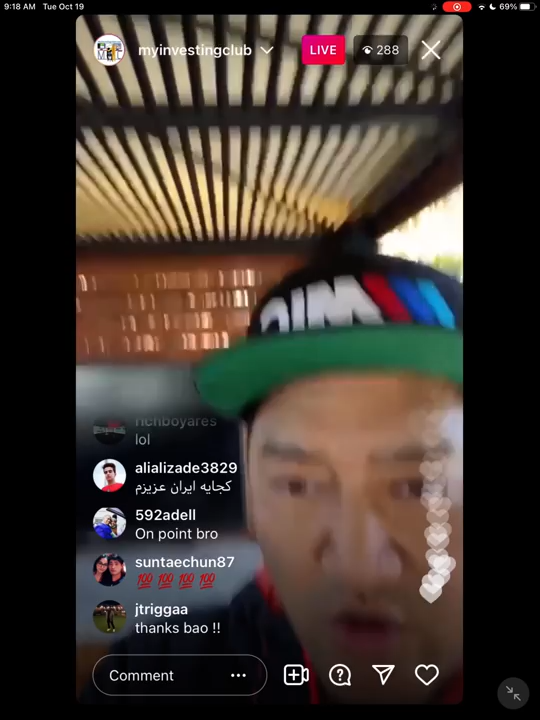 9:18 AM Tue Oct 19
69%
myinvestingclub
LIVE
288
richboyares
lol
alializade3829
کجایه ایران عزیزم
592adell
On point bro
suntaechun87
💯 💯 💯 💯
jtriggaa
thanks bao !!
Comment